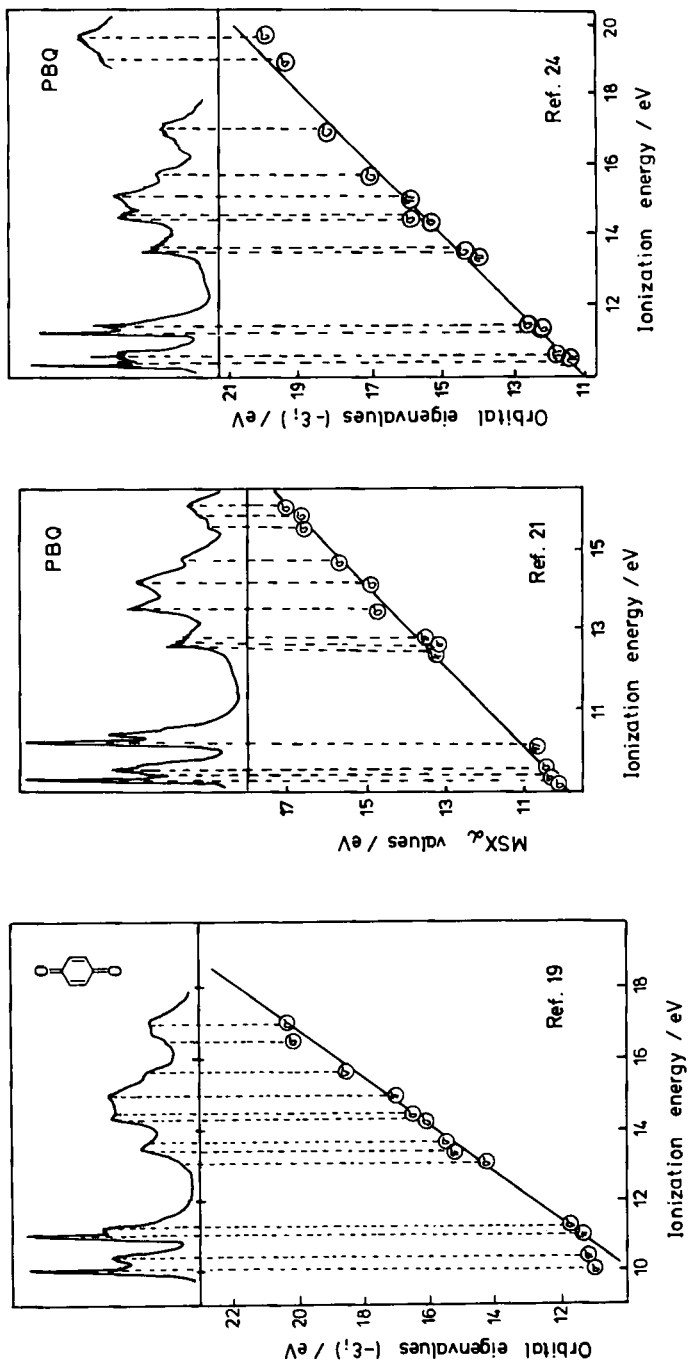 O
O
Ref. 19
22
20
18
16
14
12
Orbital eigenvalues (-εi) / eV
10
12
14
16
18
Ionization energy / eV
PBQ
Ref. 21
17
15
13
11
MSXα values / eV
11
13
15
Ionization energy / eV
PBQ
Ref. 24
21
19
17
15
13
11
Orbital eigenvalues (-εi) / eV
12
14
16
18
20
Ionization energy / eV